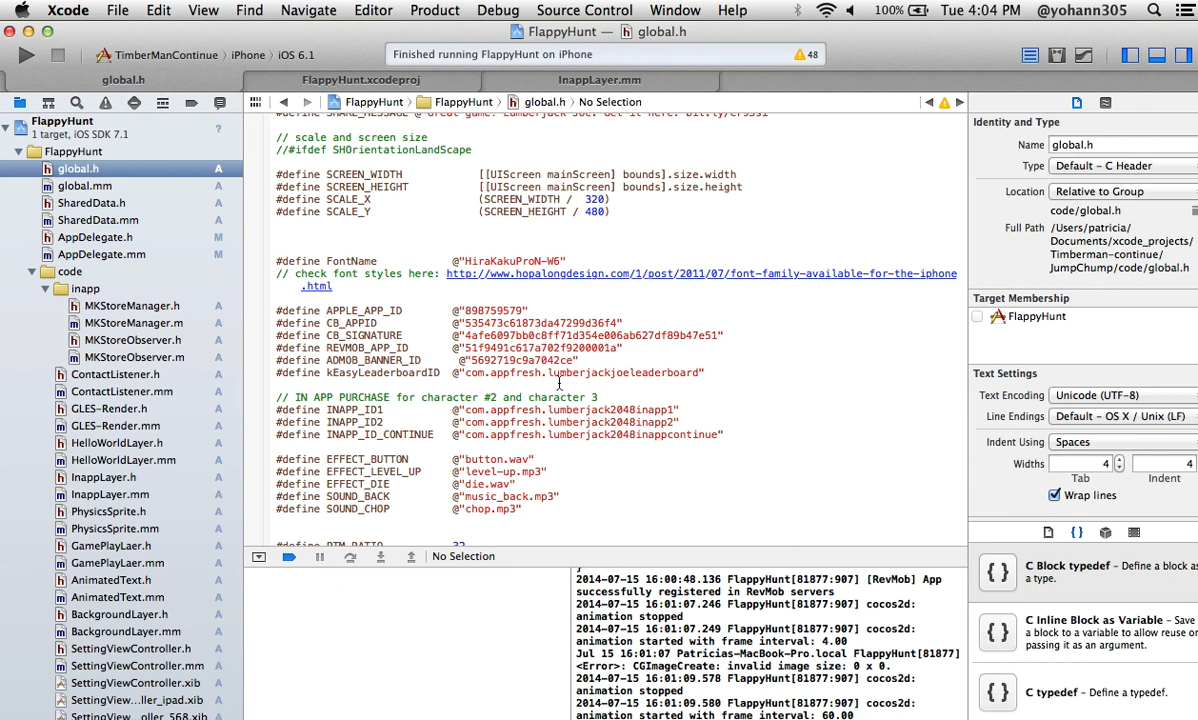 Xcode File Edit View Find Navigate Editor Product Debug Source Control Window Help 100% Tue 4:04 PM @yohann305
FlappyHunt — global.h
TimberManContinue › iPhone › iOS 6.1
Finished running FlappyHunt on iPhone 48
global.h FlappyHunt.xcodeproj InappLayer.mm
FlappyHunt › FlappyHunt › global.h › No Selection
FlappyHunt
1 target, iOS SDK 7.1 ?
FlappyHunt
h global.h A
m global.mm A
h SharedData.h A
m SharedData.mm A
h AppDelegate.h M
m AppDelegate.mm M
code
inapp
h MKStoreManager.h A
m MKStoreManager.m A
h MKStoreObserver.h A
m MKStoreObserver.m A
h ContactListener.h A
m ContactListener.mm A
h GLES-Render.h A
m GLES-Render.mm A
h HelloWorldLayer.h A
m HelloWorldLayer.mm A
h InappLayer.h A
m InappLayer.mm A
h PhysicsSprite.h A
m PhysicsSprite.mm A
h GamePlayLaer.h A
m GamePlayLaer.mm A
h AnimatedText.h A
m AnimatedText.mm A
h BackgroundLayer.h A
m BackgroundLayer.mm A
h SettingViewController.h A
m SettingViewController.mm A
SettingViewController.xib A
SettingView...ller_ipad.xib A
SettingView...oller_568.xib A
// scale and screen size
//#ifdef SHOrientationLandScape
#define SCREEN_WIDTH [[UIScreen mainScreen] bounds].size.width
#define SCREEN_HEIGHT [[UIScreen mainScreen] bounds].size.height
#define SCALE_X (SCREEN_WIDTH / 320)
#define SCALE_Y (SCREEN_HEIGHT / 480)
#define FontName @"HiraKakuProN-W6"
// check font styles here: http://www.hopalongdesign.com/1/post/2011/07/font-family-available-for-the-iphone
.html
#define APPLE_APP_ID @"898759579"
#define CB_APPID @"535473c61873da47299d36f4"
#define CB_SIGNATURE @"4afe6097bb0c8ff71d354e006ab627df89b47e51"
#define REVMOB_APP_ID @"51f9491c617a702f9200001a"
#define ADMOB_BANNER_ID @"5692719c9a7042ce"
#define kEasyLeaderboardID @"com.appfresh.lumberjackjoeleaderboard"
// IN APP PURCHASE for character #2 and character 3
#define INAPP_ID1 @"com.appfresh.lumberjack2048inapp1"
#define INAPP_ID2 @"com.appfresh.lumberjack2048inapp2"
#define INAPP_ID_CONTINUE @"com.appfresh.lumberjack2048inappcontinue"
#define EFFECT_BUTTON @"button.wav"
#define EFFECT_LEVEL_UP @"level-up.mp3"
#define EFFECT_DIE @"die.wav"
#define SOUND_BACK @"music_back.mp3"
#define SOUND_CHOP @"chop.mp3"
#define PTM_RATIO 32
No Selection
2014-07-15 16:00:48.136 FlappyHunt[81877:907] [RevMob] App
successfully registered in RevMob servers
2014-07-15 16:01:07.246 FlappyHunt[81877:907] cocos2d:
animation stopped
2014-07-15 16:01:07.249 FlappyHunt[81877:907] cocos2d:
animation started with frame interval: 4.00
Jul 15 16:01:07 Patricias-MacBook-Pro.local FlappyHunt[81877]
<Error>: CGImageCreate: invalid image size: 0 x 0.
2014-07-15 16:01:09.578 FlappyHunt[81877:907] cocos2d:
animation stopped
2014-07-15 16:01:09.580 FlappyHunt[81877:907] cocos2d:
animation started with frame interval: 60.00
Identity and Type
Name global.h
Type Default - C Header
Location Relative to Group
code/global.h
Full Path /Users/patricia/
Documents/xcode_projects/
Timberman-continue/
JumpChump/code/global.h
Target Membership
FlappyHunt
Text Settings
Text Encoding Unicode (UTF-8)
Line Endings Default - OS X / Unix (LF)
Indent Using Spaces
Widths 4 4
Tab Indent
Wrap lines
{ } C Block typedef - Define a block as
a type.
{ } C Inline Block as Variable - Save
a block to a variable to allow reuse or
passing it as an argument.
{ } C typedef - Define a typedef.